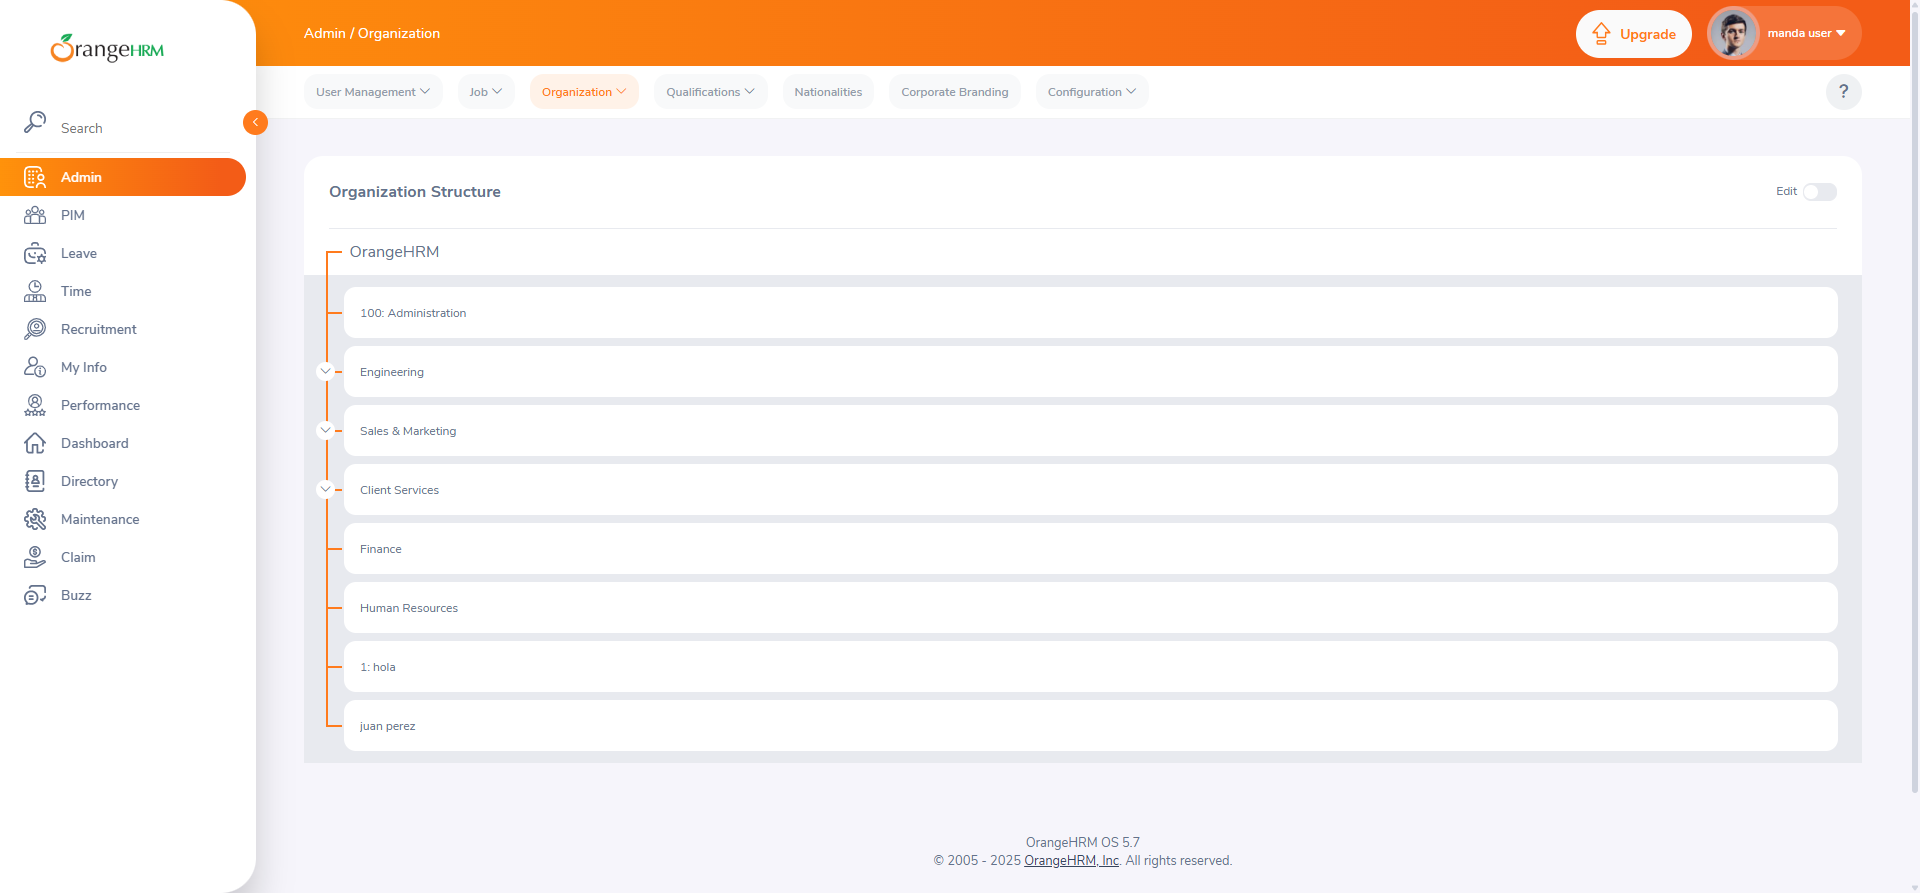 OrangeHRM
Search
Admin
PIM
Leave
Time
Recruitment
My Info
Performance
Dashboard
Directory
Maintenance
Claim
Buzz
Admin / Organization
Upgrade
manda user
User Management
Job
Organization
Qualifications
Nationalities
Corporate Branding
Configuration
?
Organization Structure
Edit
OrangeHRM
100: Administration
Engineering
Sales & Marketing
Client Services
Finance
Human Resources
1: hola
juan perez
OrangeHRM OS 5.7
© 2005 - 2025 OrangeHRM, Inc. All rights reserved.